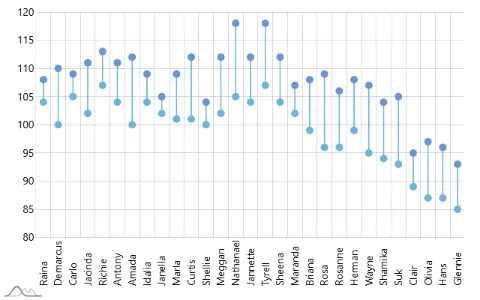 120
115
110
105
100
95
90
85
80
Raina
Demarcus
Carlo
Jacinda
Richie
Antony
Amada
Idalia
Janella
Marla
Curtis
Shellie
Meggan
Nathanael
Jannette
Tyrell
Sheena
Maranda
Briana
Rosa
Rosanne
Herman
Wayne
Shamika
Suk
Clair
Olivia
Hans
Glennie